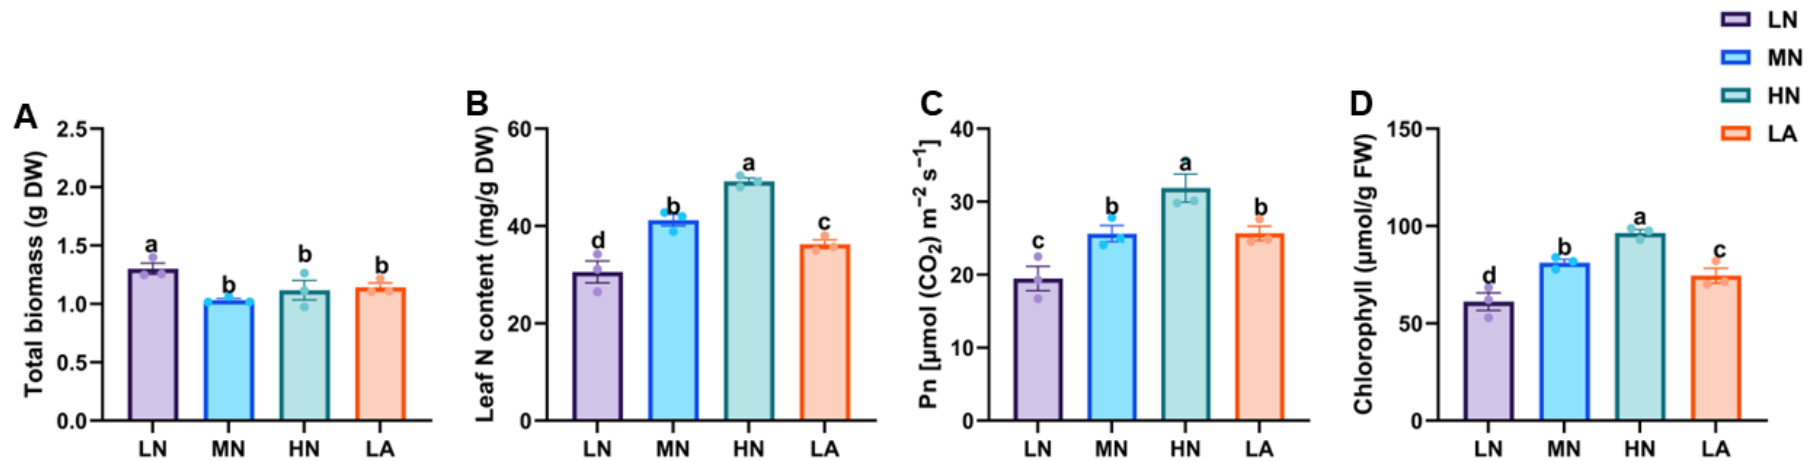 LN
MN
HN
LA
A
Total biomass (g DW)
2.5
2.0
1.5
1.0
0.5
0.0
a
b
b
b
LN MN HN LA
B
Leaf N content (mg/g DW)
60
40
20
0
d
b
a
c
LN MN HN LA
C
Pn [μmol (CO₂) m⁻² s⁻¹]
40
30
20
10
0
c
b
a
b
LN MN HN LA
D
Chlorophyll (μmol/g FW)
150
100
50
0
d
b
a
c
LN MN HN LA